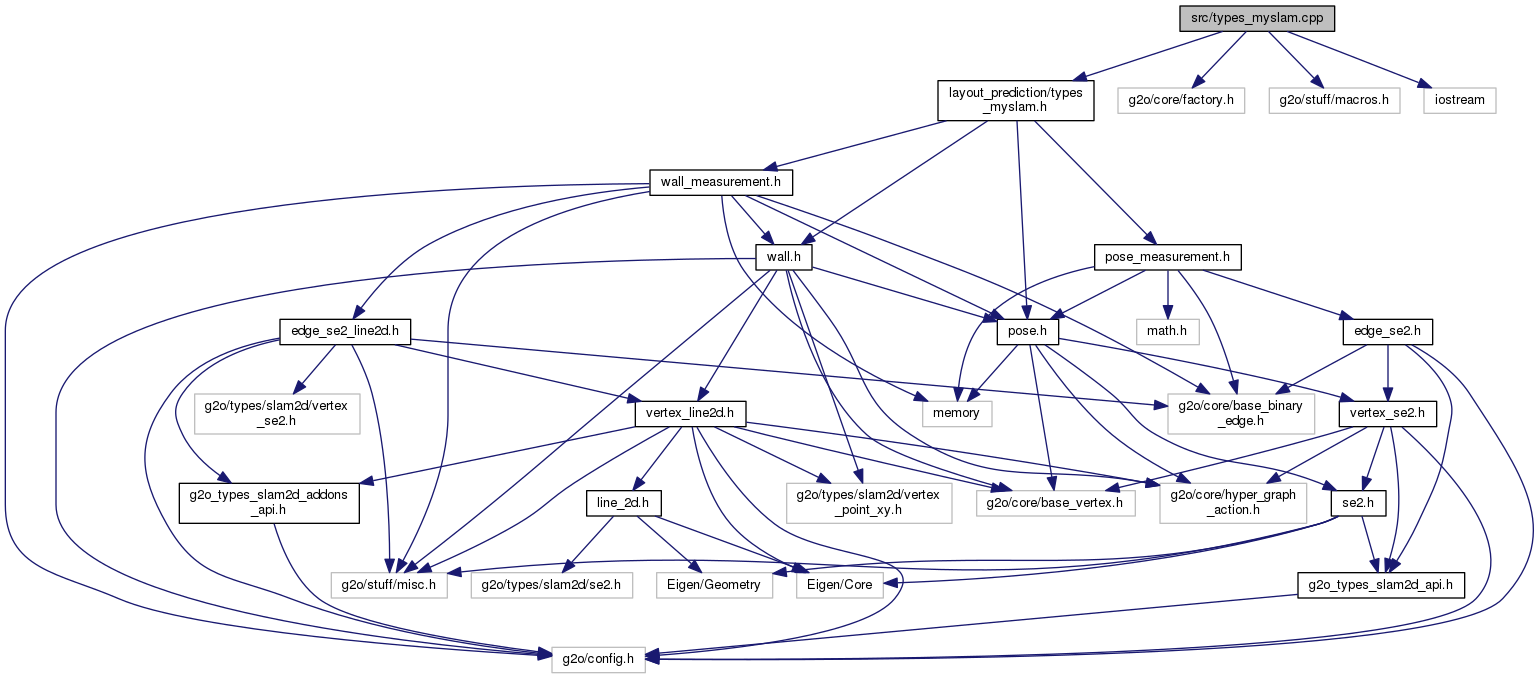 src/types_myslam.cpp
layout_prediction/types
_myslam.h
g2o/core/factory.h
g2o/stuff/macros.h
iostream
wall_measurement.h
wall.h
pose_measurement.h
edge_se2_line2d.h
pose.h
math.h
edge_se2.h
g2o/types/slam2d/vertex
_se2.h
vertex_line2d.h
memory
g2o/core/base_binary
_edge.h
vertex_se2.h
g2o_types_slam2d_addons
_api.h
line_2d.h
g2o/types/slam2d/vertex
_point_xy.h
g2o/core/base_vertex.h
g2o/core/hyper_graph
_action.h
se2.h
g2o/stuff/misc.h
g2o/types/slam2d/se2.h
Eigen/Geometry
Eigen/Core
g2o_types_slam2d_api.h
g2o/config.h